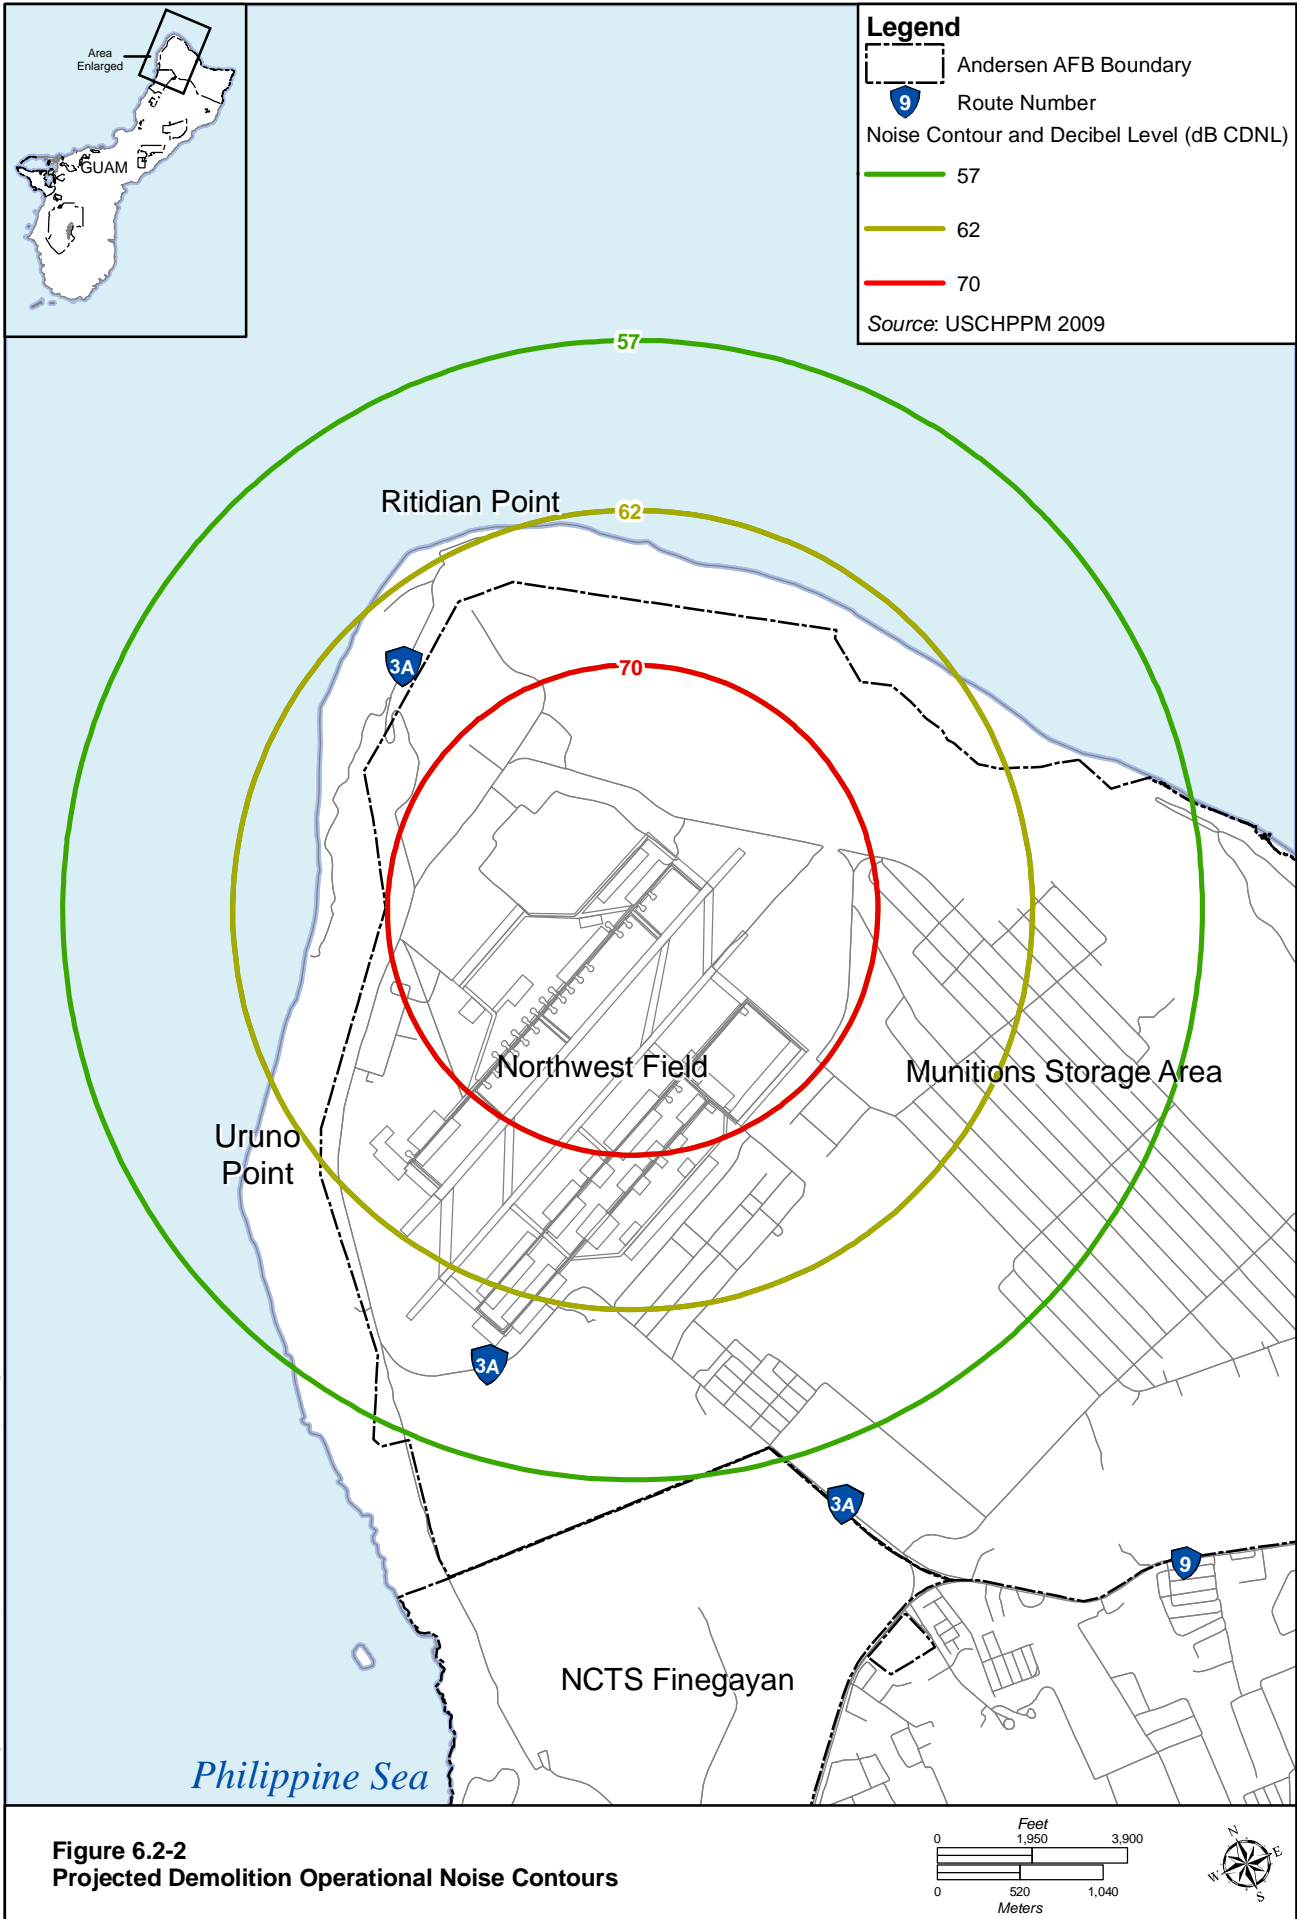 Area
Enlarged
GUAM
Legend
Andersen AFB Boundary
9
Route Number
Noise Contour and Decibel Level (dB CDNL)
57
62
70
Source: USCHPPM 2009
57
Ritidian Point
62
3A
70
Northwest Field
Munitions Storage Area
Uruno
Point
3A
3A
9
NCTS Finegayan
Philippine Sea
Figure 6.2-2
Projected Demolition Operational Noise Contours
Feet
0 1,950 3,900
0 520 1,040
Meters
N
E
W
S